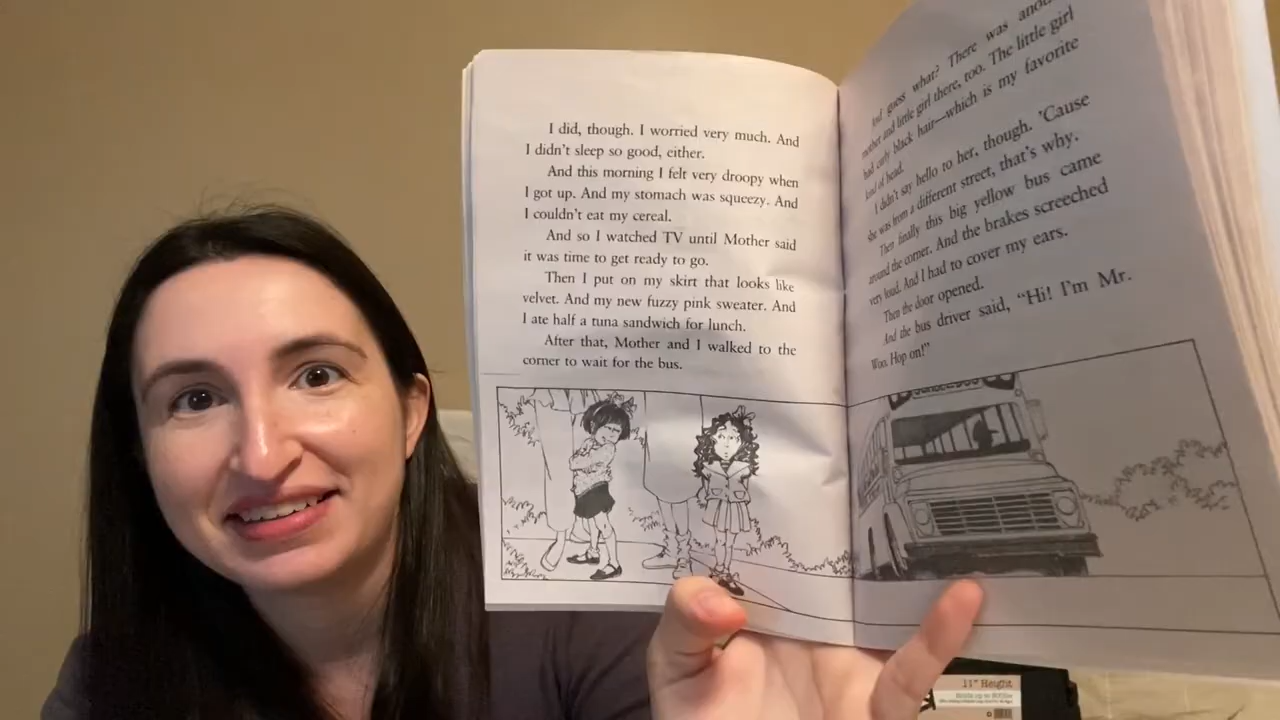 I did, though. I worried very much. And
I didn't sleep so good, either.
And this morning I felt very droopy when
I got up. And my stomach was squeezy. And
I couldn't eat my cereal.
And so I watched TV until Mother said
it was time to get ready to go.
Then I put on my skirt that looks like
velvet. And my new fuzzy pink sweater. And
I ate half a tuna sandwich for lunch.
After that, Mother and I walked to the
corner to wait for the bus.
And guess what? There was another
mother and little girl there, too. The little girl
had curly black hair—which is my favorite
kind of head.
I didn't say hello to her, though. 'Cause
she was from a different street, that's why.
Then finally this big yellow bus came
around the corner. And the brakes screeched
very loud. And I had to cover my ears.
Then the door opened.
And the bus driver said, "Hi! I'm Mr.
Woo. Hop on!"
11" Height